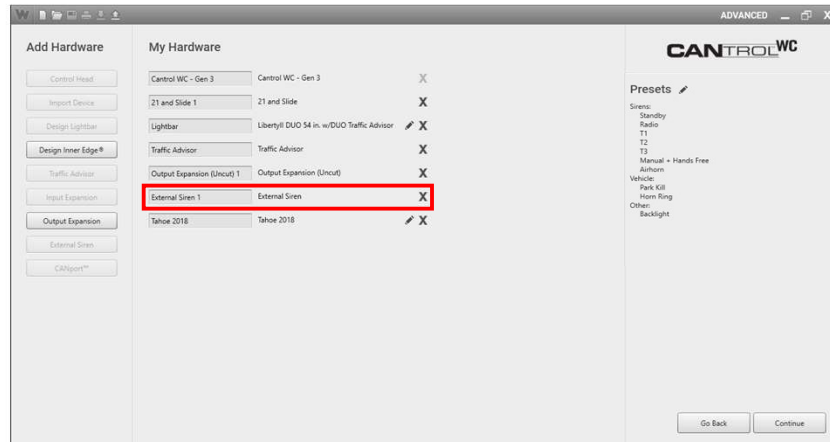 W
ADVANCED
Add Hardware
My Hardware
CANTROLWC
Control Head
Import Device
Design Lightbar
Design Inner Edge®
Traffic Advisor
Input Expansion
Output Expansion
External Siren
CANport™
Cantrol WC - Gen 3 Cantrol WC - Gen 3 X
21 and Slide 1 21 and Slide X
Lightbar LibertyII DUO 54 in. w/DUO Traffic Advisor X
Traffic Advisor Traffic Advisor X
Output Expansion (Uncut) 1 Output Expansion (Uncut) X
External Siren 1 External Siren X
Tahoe 2018 Tahoe 2018 X
Presets
Sirens:
Standby
Radio
T1
T2
T3
Manual + Hands Free
Airhorn
Vehicle:
Park Kill
Horn Ring
Other:
Backlight
Go Back
Continue